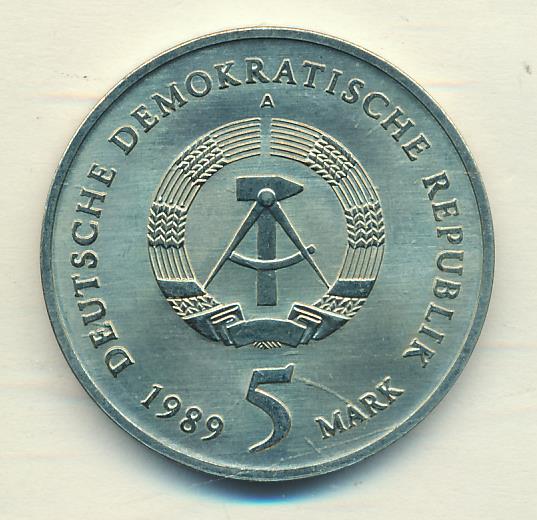 DEUTSCHE DEMOKRATISCHE REPUBLIK
A
1989 5 MARK